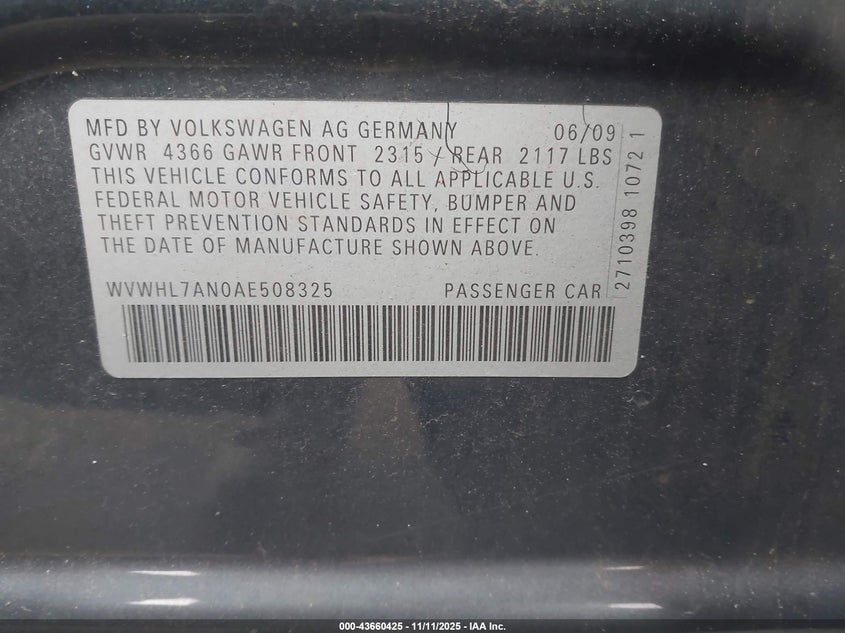 MFD BY VOLKSWAGEN AG GERMANY 06/09
GVWR 4366 GAWR FRONT 2315 / REAR 2117 LBS
THIS VEHICLE CONFORMS TO ALL APPLICABLE U.S.
FEDERAL MOTOR VEHICLE SAFETY, BUMPER AND
THEFT PREVENTION STANDARDS IN EFFECT ON
THE DATE OF MANUFACTURE SHOWN ABOVE.
WVWHL7AN0AE508325 PASSENGER CAR
2710398 1072 1
000-43660425 - 11/11/2025 - IAA Inc.